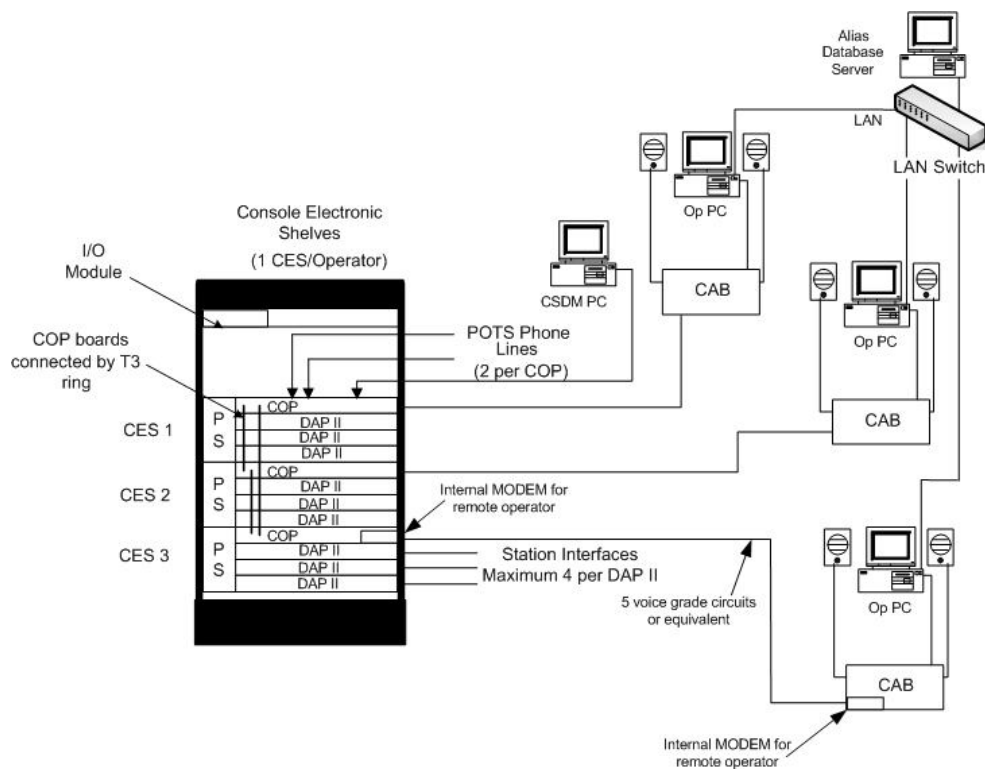 Alias
Database
Server
LAN
LAN Switch
Op PC
CAB
Console Electronic
Shelves
(1 CES/Operator)
I/O
Module
CSDM PC
COP boards
connected by T3
ring
POTS Phone
Lines
(2 per COP)
Op PC
CAB
CES 1
P
S
COP
DAP II
DAP II
DAP II
CES 2
P
S
COP
DAP II
DAP II
DAP II
Internal MODEM for
remote operator
CES 3
P
S
COP
DAP II
DAP II
DAP II
Station Interfaces
Maximum 4 per DAP II
5 voice grade circuits
or equivalent
Op PC
CAB
Internal MODEM for
remote operator